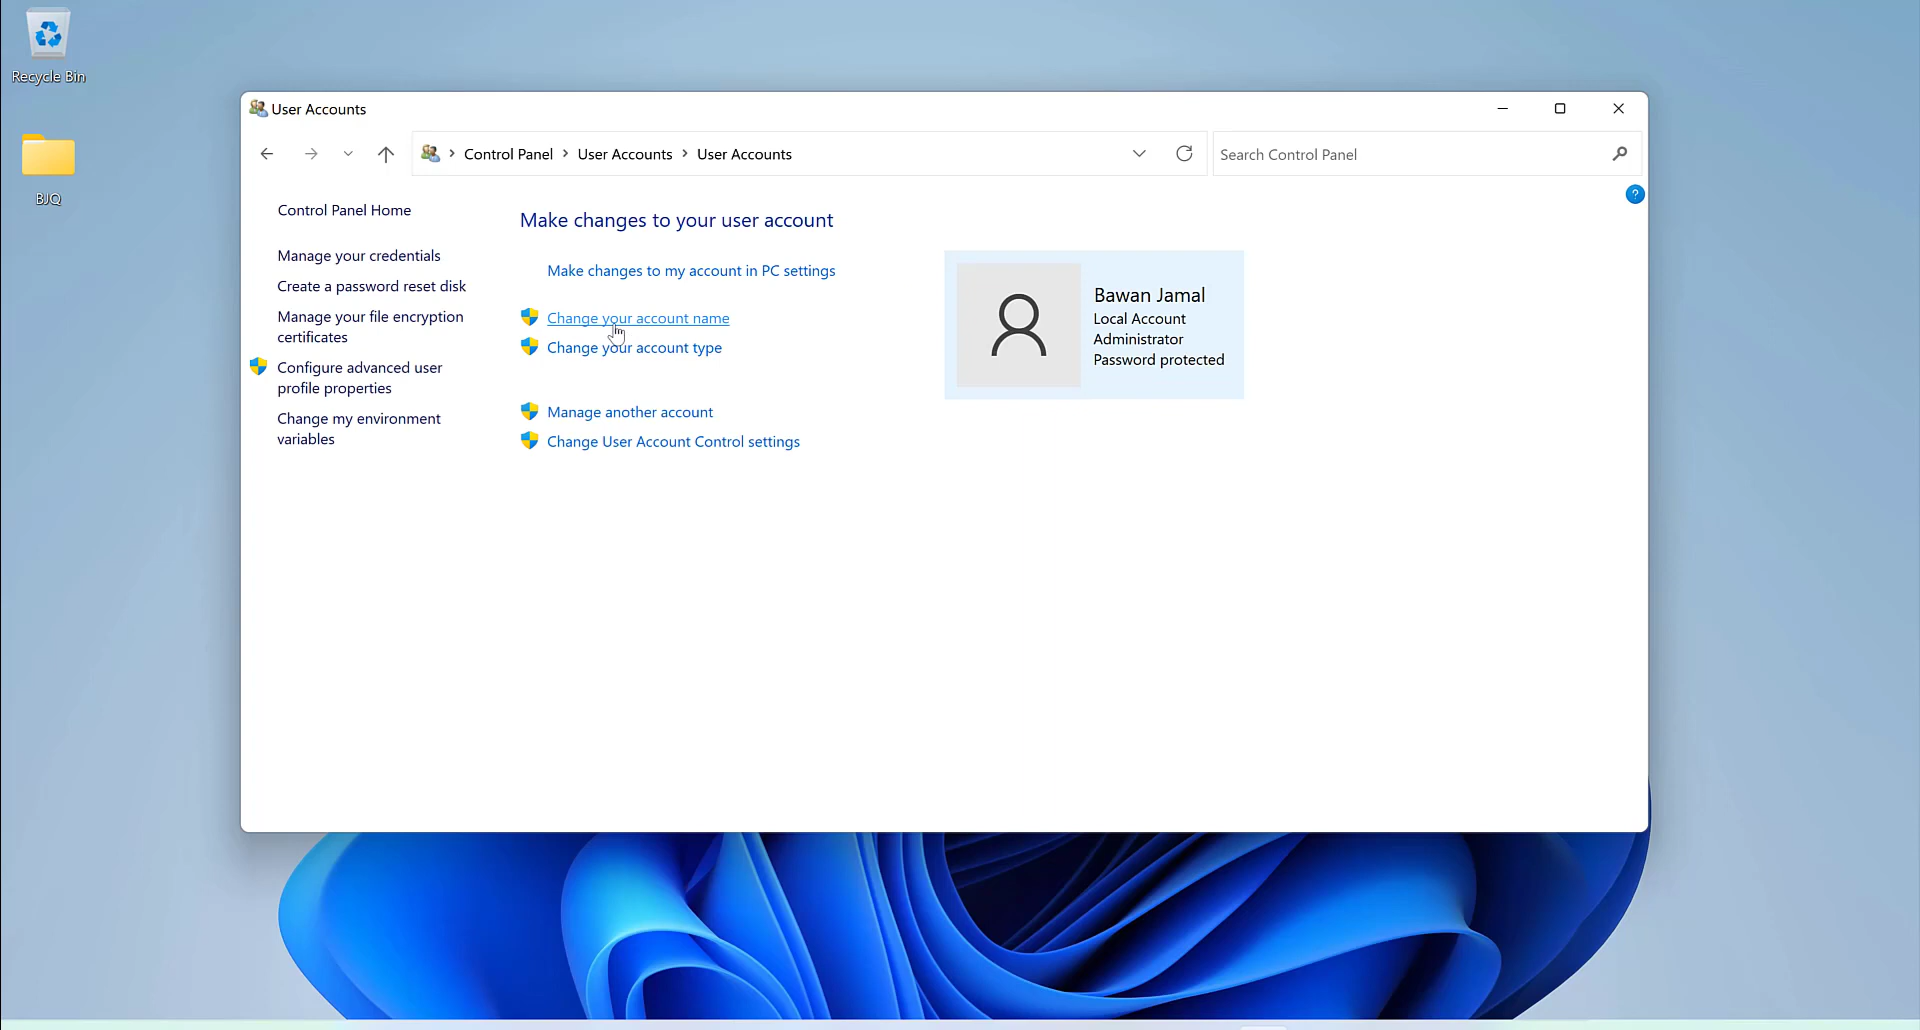 Recycle Bin
BJQ
User Accounts
Control Panel > User Accounts > User Accounts
Search Control Panel
?
Control Panel Home
Manage your credentials
Create a password reset disk
Manage your file encryption
certificates
Configure advanced user
profile properties
Change my environment
variables
Make changes to your user account
Make changes to my account in PC settings
Change your account name
Change your account type
Manage another account
Change User Account Control settings
Bawan Jamal
Local Account
Administrator
Password protected